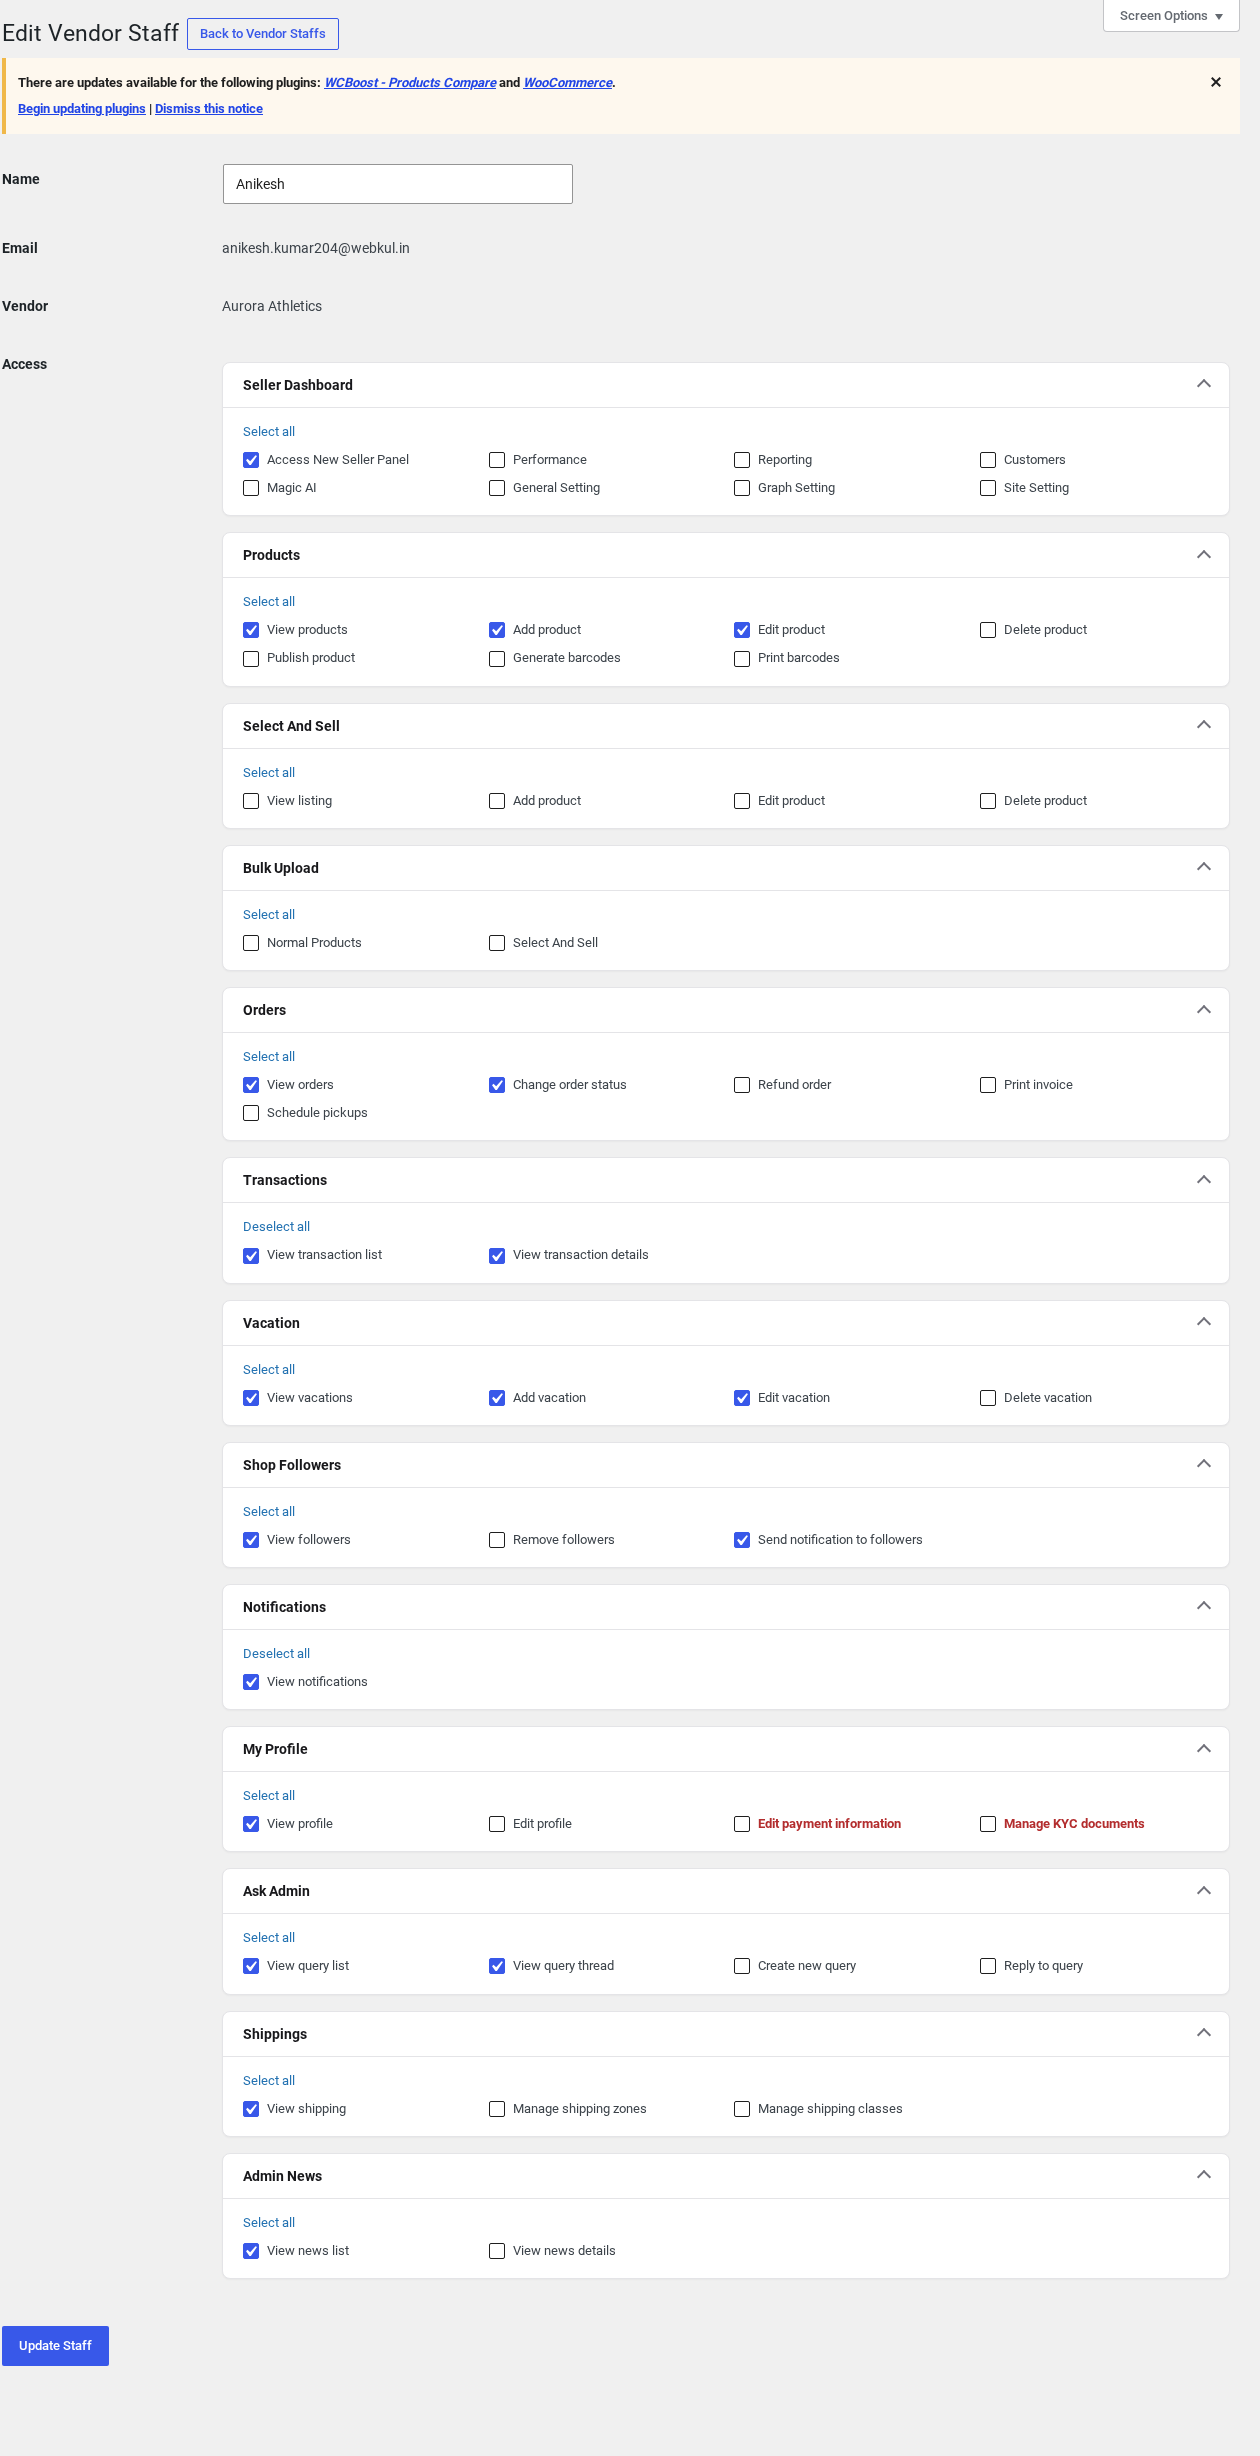 Screen Options
Edit Vendor Staff Back to Vendor Staffs
There are updates available for the following plugins: WCBoost - Products Compare and WooCommerce.
Begin updating plugins | Dismiss this notice
Name Anikesh
Email anikesh.kumar204@webkul.in
Vendor Aurora Athletics
Access
Seller Dashboard
Select all
Access New Seller Panel Performance Reporting Customers
Magic AI General Setting Graph Setting Site Setting
Products
Select all
View products Add product Edit product Delete product
Publish product Generate barcodes Print barcodes
Select And Sell
Select all
View listing Add product Edit product Delete product
Bulk Upload
Select all
Normal Products Select And Sell
Orders
Select all
View orders Change order status Refund order Print invoice
Schedule pickups
Transactions
Deselect all
View transaction list View transaction details
Vacation
Select all
View vacations Add vacation Edit vacation Delete vacation
Shop Followers
Select all
View followers Remove followers Send notification to followers
Notifications
Deselect all
View notifications
My Profile
Select all
View profile Edit profile Edit payment information Manage KYC documents
Ask Admin
Select all
View query list View query thread Create new query Reply to query
Shippings
Select all
View shipping Manage shipping zones Manage shipping classes
Admin News
Select all
View news list View news details
Update Staff